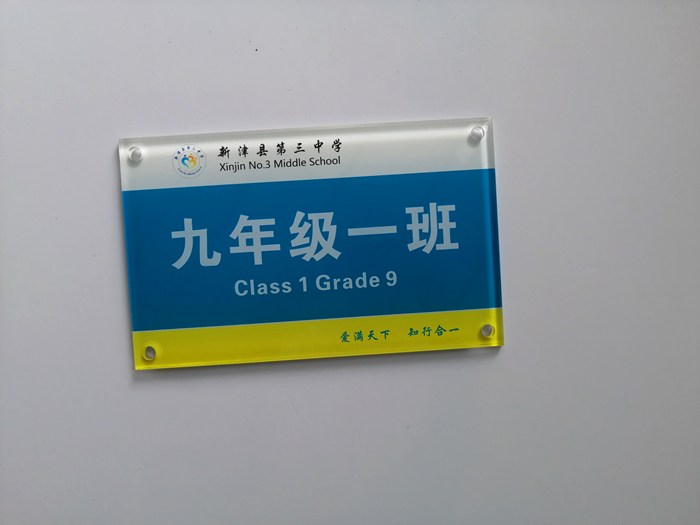 新津县第三中学
Xinjin No.3 Middle School
九年级一班
Class 1 Grade 9
爱满天下 知行合一